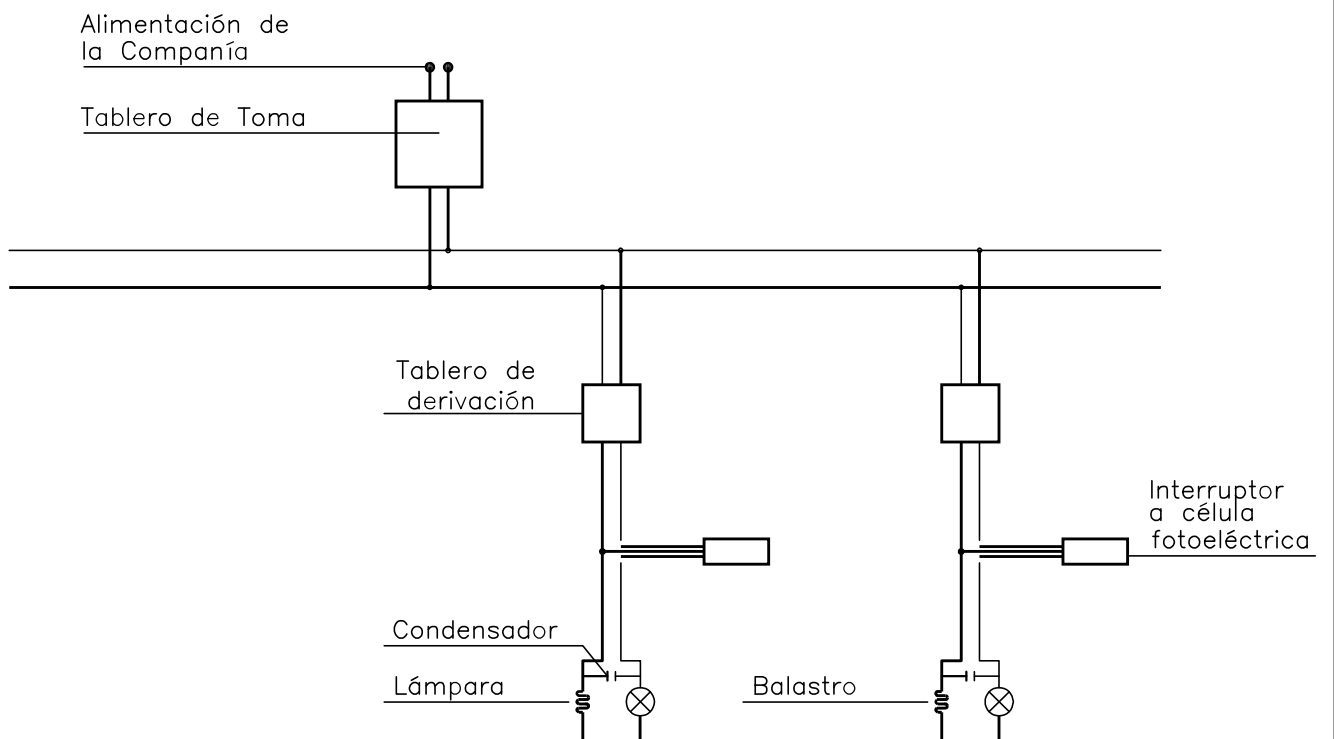 Alimentación de
la Companía
Tablero de Toma
Tablero de
derivación
Interruptor
a célula
fotoeléctrica
Condensador
Lámpara
Balastro